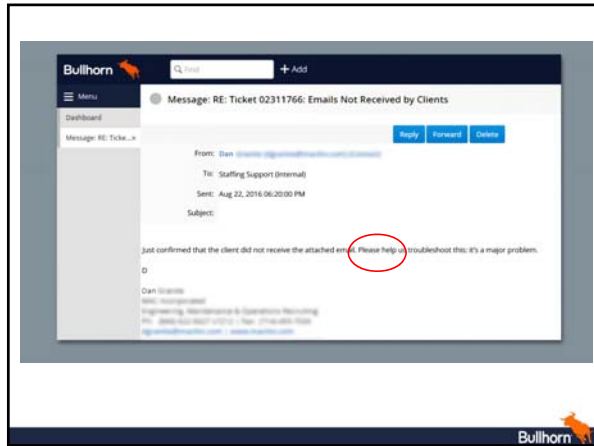 Bullhorn
Find
+ Add
Menu
Message: RE: Ticket 02311766: Emails Not Received by Clients
Dashboard
Message: RE: Ticke...×
Reply Forward Delete
From: Dan
To: Staffing Support (Internal)
Sent: Aug 22, 2016 06:20:00 PM
Subject:
Just confirmed that the client did not receive the attached email. Please help us troubleshoot this: it's a major problem.
D
Dan
Bullhorn